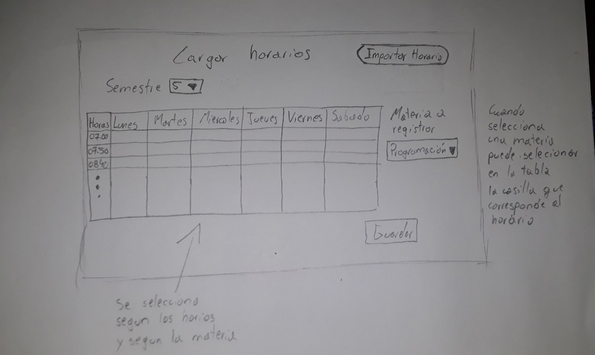 Cargar horarios
Importar Horario
Semestre 5 ▼
Horas Lunes Martes Miercoles Jueves Viernes Sabado
07:00
07:50
08:40
Materia a
registrar
Programación ▼
Guardar
Cuando
selecciona
una materia
puede seleccionar
en la tabla
la casilla que
corresponde al
horario
Se selecciona
segun los horios
y segun la materia